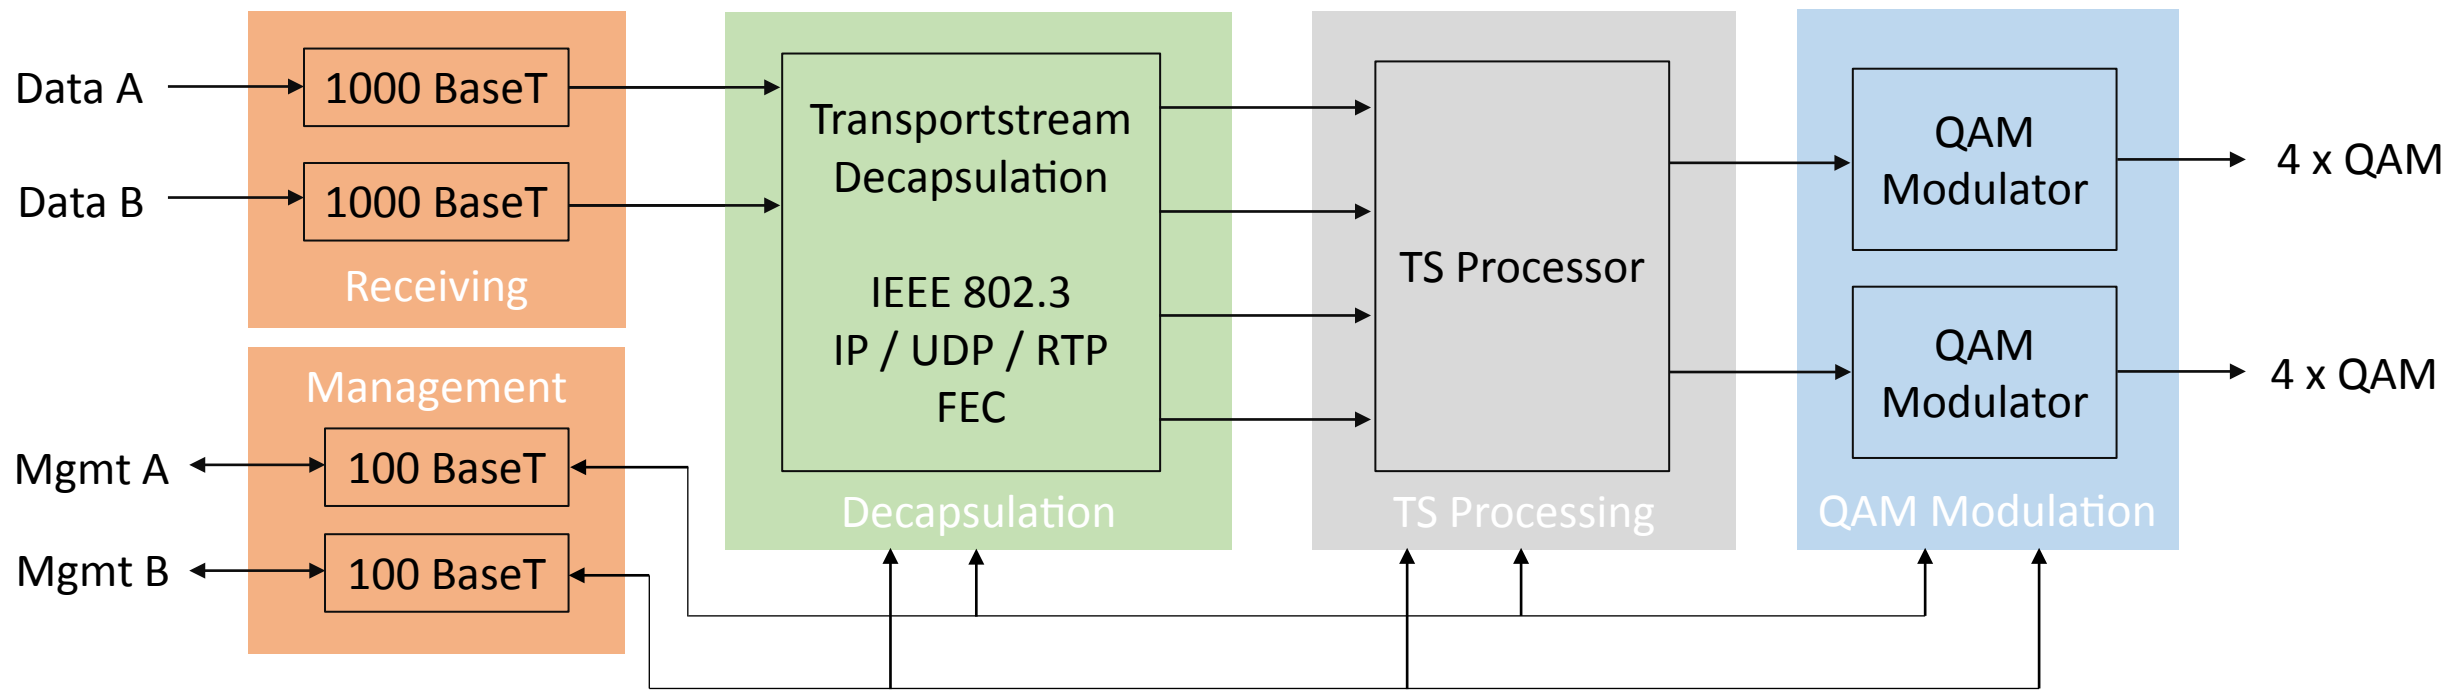 Data A
1000 BaseT
Data B
1000 BaseT
Receiving
Management
Mgmt A
100 BaseT
Mgmt B
100 BaseT
Transportstream
Decapsulation
IEEE 802.3
IP / UDP / RTP
FEC
Decapsulation
TS Processor
TS Processing
QAM
Modulator
QAM
Modulator
QAM Modulation
4 x QAM
4 x QAM